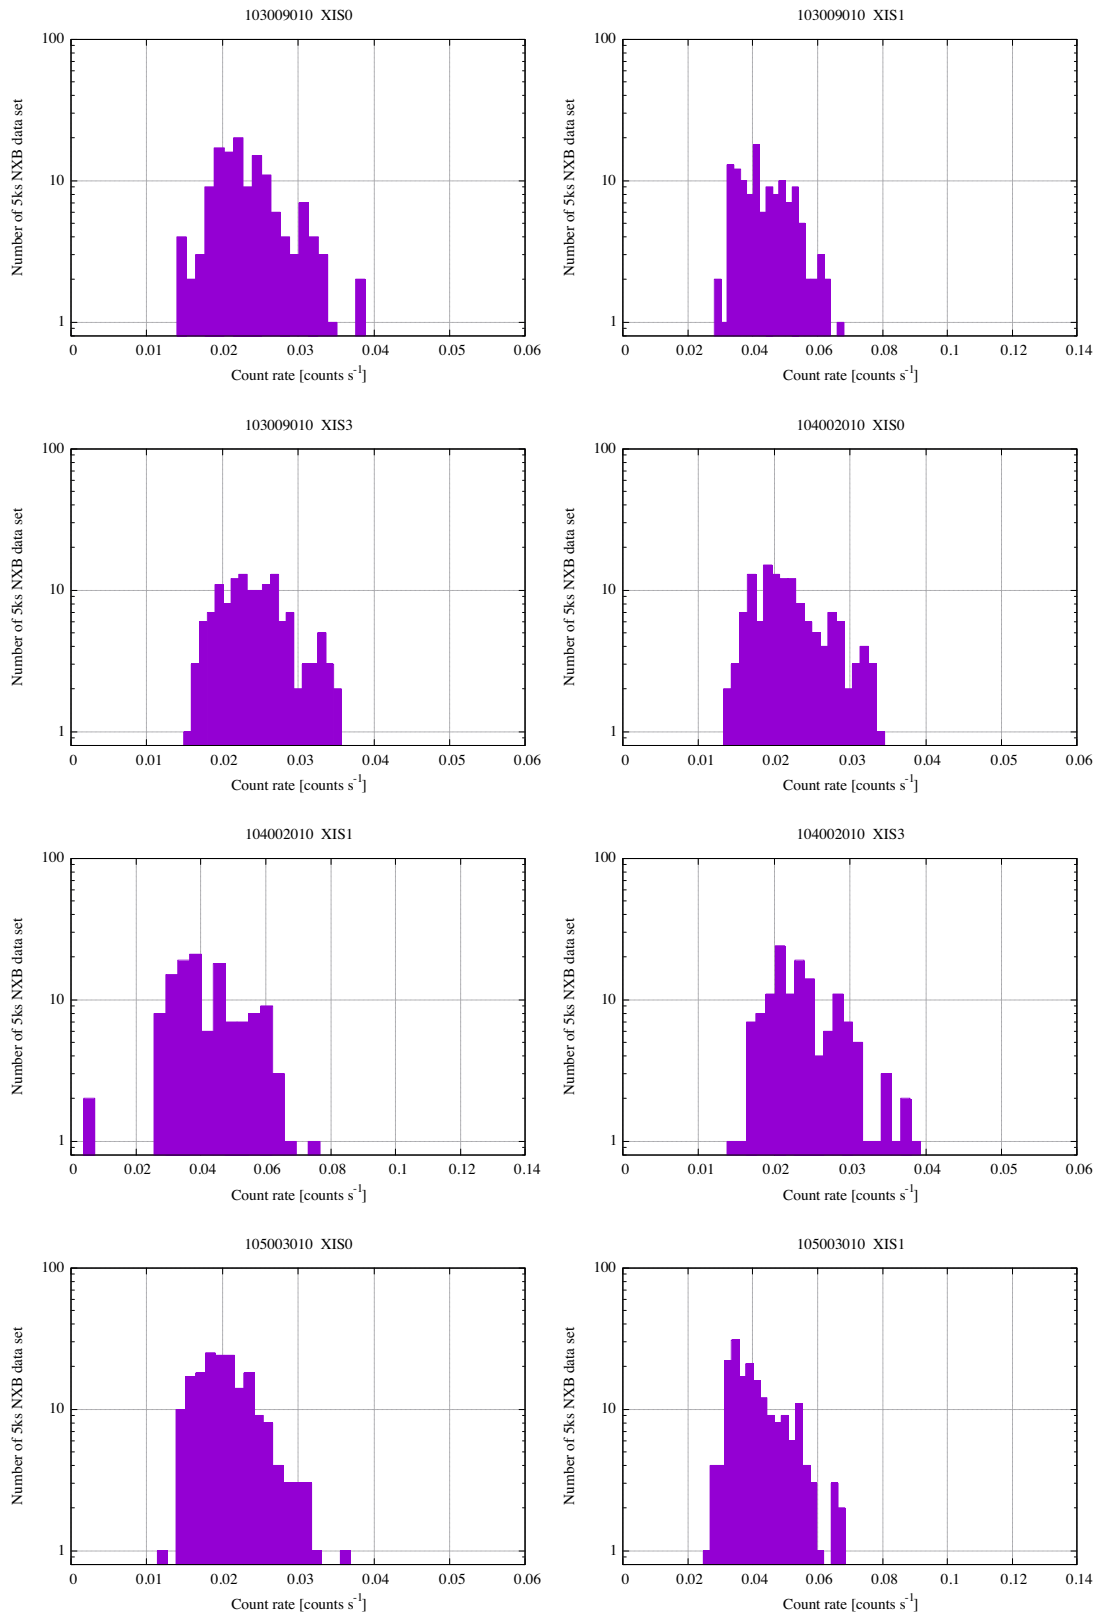 103009010  XIS0
Number of 5ks NXB data set
100
10
1
0 0.01 0.02 0.03 0.04 0.05 0.06
Count rate [counts s-1]
103009010  XIS1
Number of 5ks NXB data set
100
10
1
0 0.02 0.04 0.06 0.08 0.1 0.12 0.14
Count rate [counts s-1]
103009010  XIS3
Number of 5ks NXB data set
100
10
1
0 0.01 0.02 0.03 0.04 0.05 0.06
Count rate [counts s-1]
104002010  XIS0
Number of 5ks NXB data set
100
10
1
0 0.01 0.02 0.03 0.04 0.05 0.06
Count rate [counts s-1]
104002010  XIS1
Number of 5ks NXB data set
100
10
1
0 0.02 0.04 0.06 0.08 0.1 0.12 0.14
Count rate [counts s-1]
104002010  XIS3
Number of 5ks NXB data set
100
10
1
0 0.01 0.02 0.03 0.04 0.05 0.06
Count rate [counts s-1]
105003010  XIS0
Number of 5ks NXB data set
100
10
1
0 0.01 0.02 0.03 0.04 0.05 0.06
Count rate [counts s-1]
105003010  XIS1
Number of 5ks NXB data set
100
10
1
0 0.02 0.04 0.06 0.08 0.1 0.12 0.14
Count rate [counts s-1]